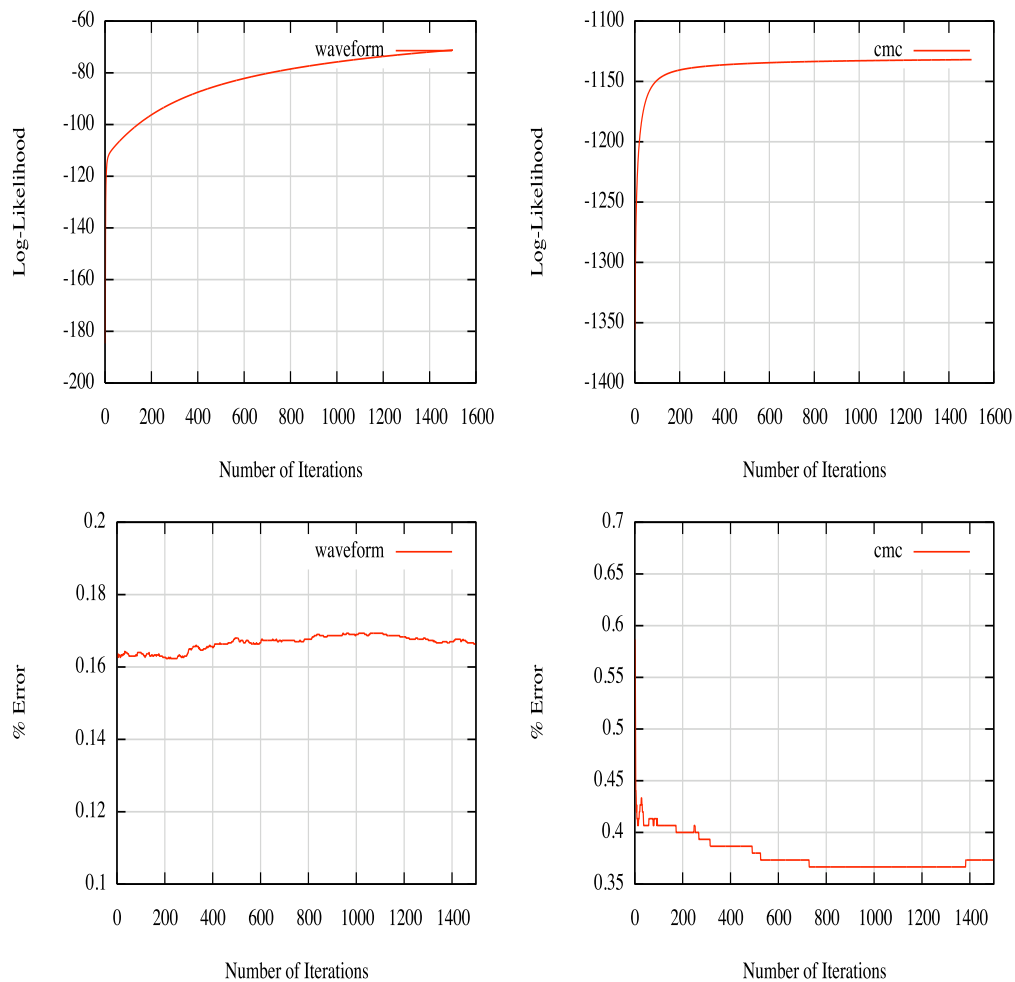 -60
-80
-100
-120
-140
-160
-180
-200
0 200 400 600 800 1000 1200 1400 1600
Log-Likelihood
Number of Iterations
waveform
-1100
-1150
-1200
-1250
-1300
-1350
-1400
0 200 400 600 800 1000 1200 1400 1600
Log-Likelihood
Number of Iterations
cmc
0.2
0.18
0.16
0.14
0.12
0.1
0 200 400 600 800 1000 1200 1400
% Error
Number of Iterations
waveform
0.7
0.65
0.6
0.55
0.5
0.45
0.4
0.35
0 200 400 600 800 1000 1200 1400
% Error
Number of Iterations
cmc